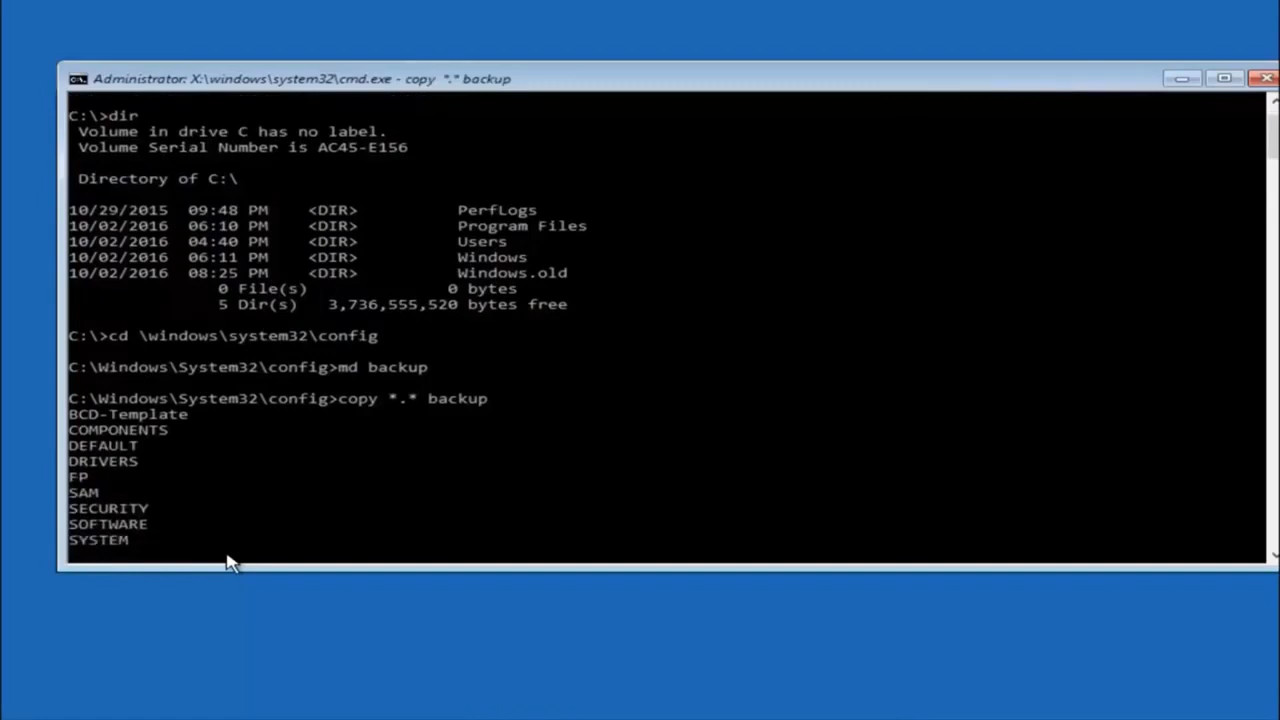 Administrator: X:\windows\system32\cmd.exe - copy *.* backup
C:\>dir
Volume in drive C has no label.
Volume Serial Number is AC45-E156
Directory of C:\
10/29/2015 09:48 PM <DIR> PerfLogs
10/02/2016 06:10 PM <DIR> Program Files
10/02/2016 04:40 PM <DIR> Users
10/02/2016 06:11 PM <DIR> Windows
10/02/2016 08:25 PM <DIR> Windows.old
0 File(s) 0 bytes
5 Dir(s) 3,736,555,520 bytes free
C:\>cd \windows\system32\config
C:\Windows\System32\config>md backup
C:\Windows\System32\config>copy *.* backup
BCD-Template
COMPONENTS
DEFAULT
DRIVERS
FP
SAM
SECURITY
SOFTWARE
SYSTEM